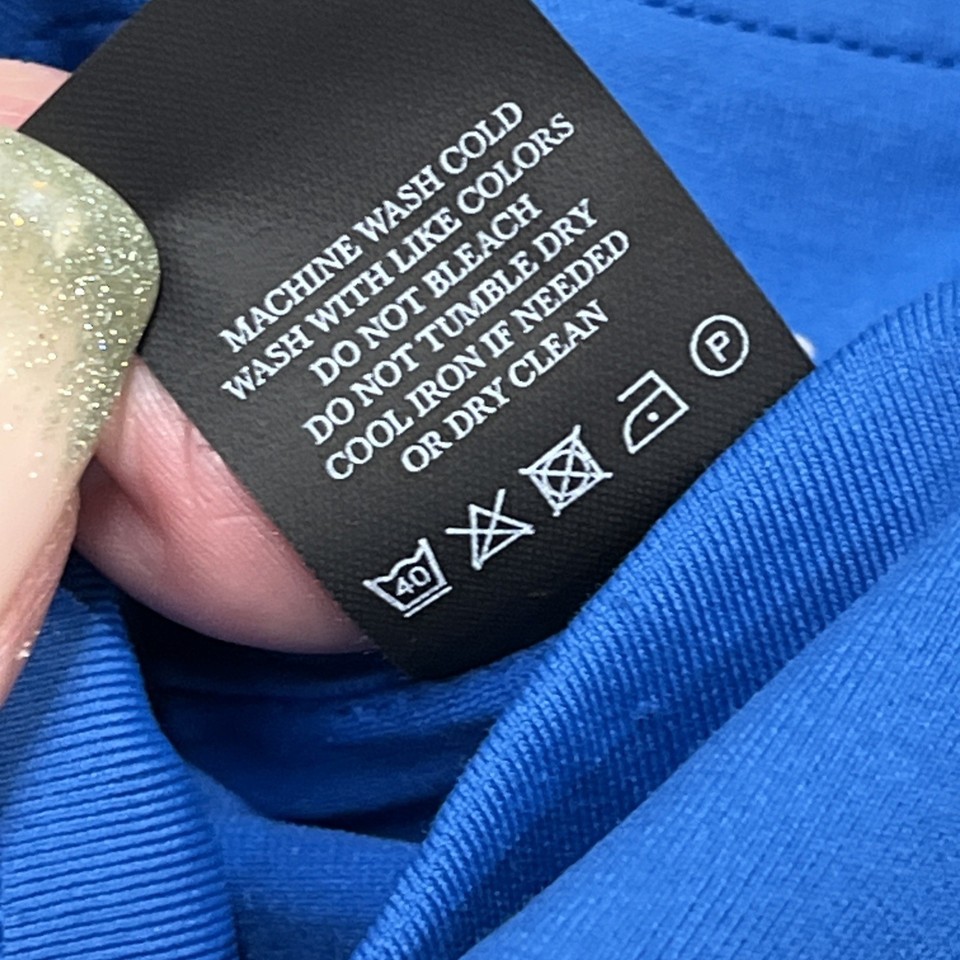 MACHINE WASH COLD
WASH WITH LIKE COLORS
DO NOT BLEACH
DO NOT TUMBLE DRY
COOL IRON IF NEEDED
OR DRY CLEAN
40 P